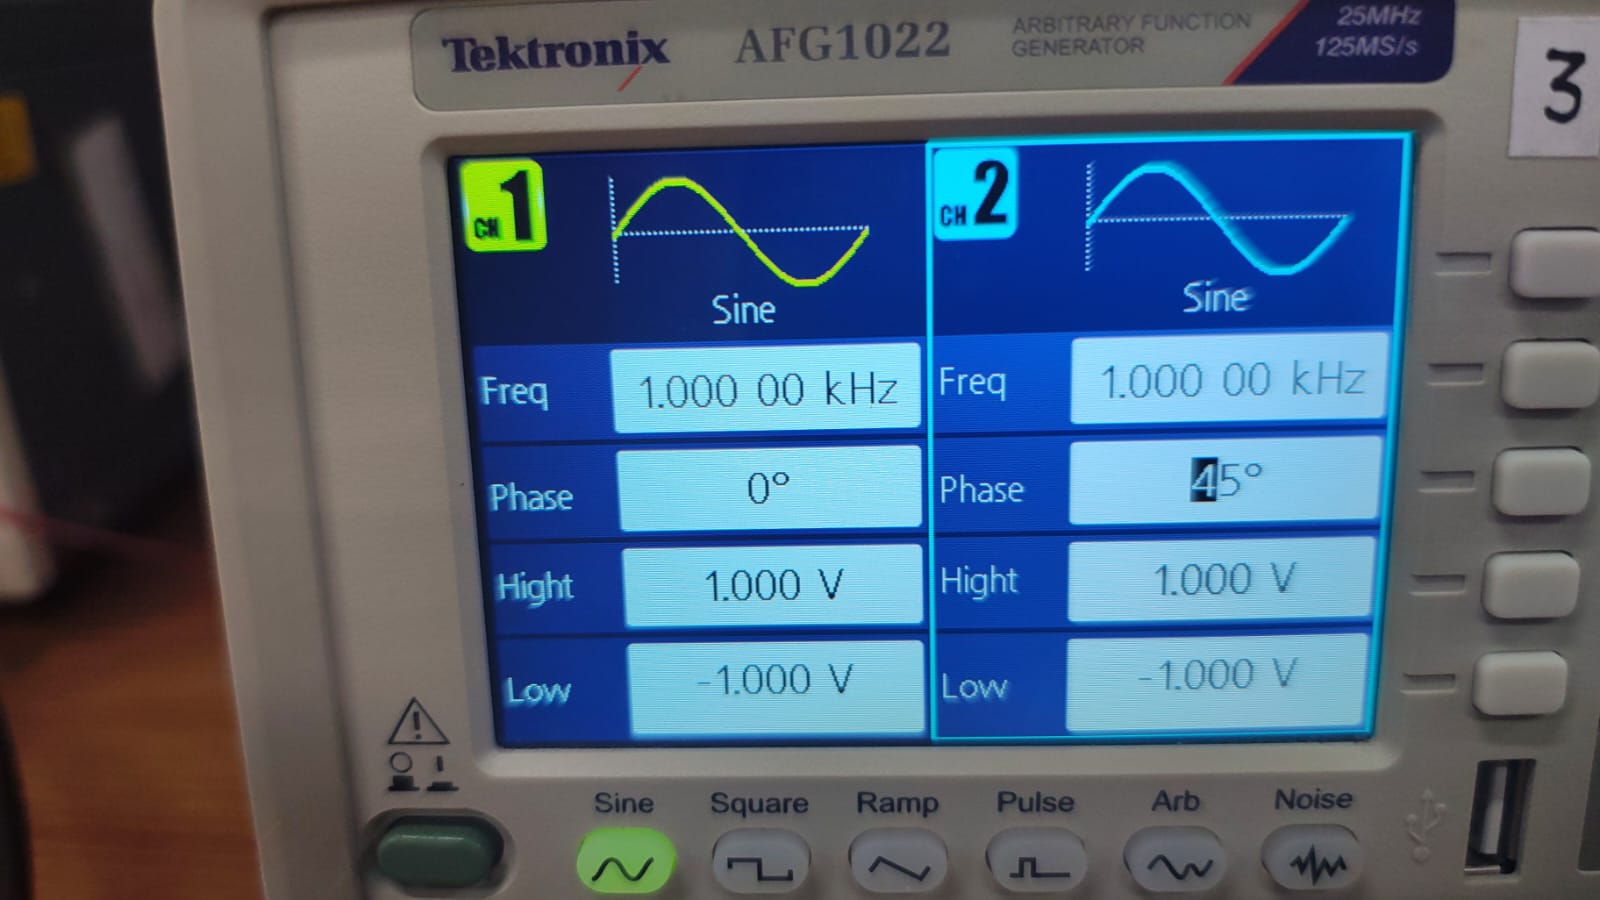 Tektronix AFG1022 ARBITRARY FUNCTION GENERATOR
25MHz
125MS/s
3
CH 1
Sine
Freq 1.000 00 kHz
Phase 0°
Hight 1.000 V
Low -1.000 V
CH 2
Sine
Freq 1.000 00 kHz
Phase 45°
Hight 1.000 V
Low -1.000 V
Sine Square Ramp Pulse Arb Noise